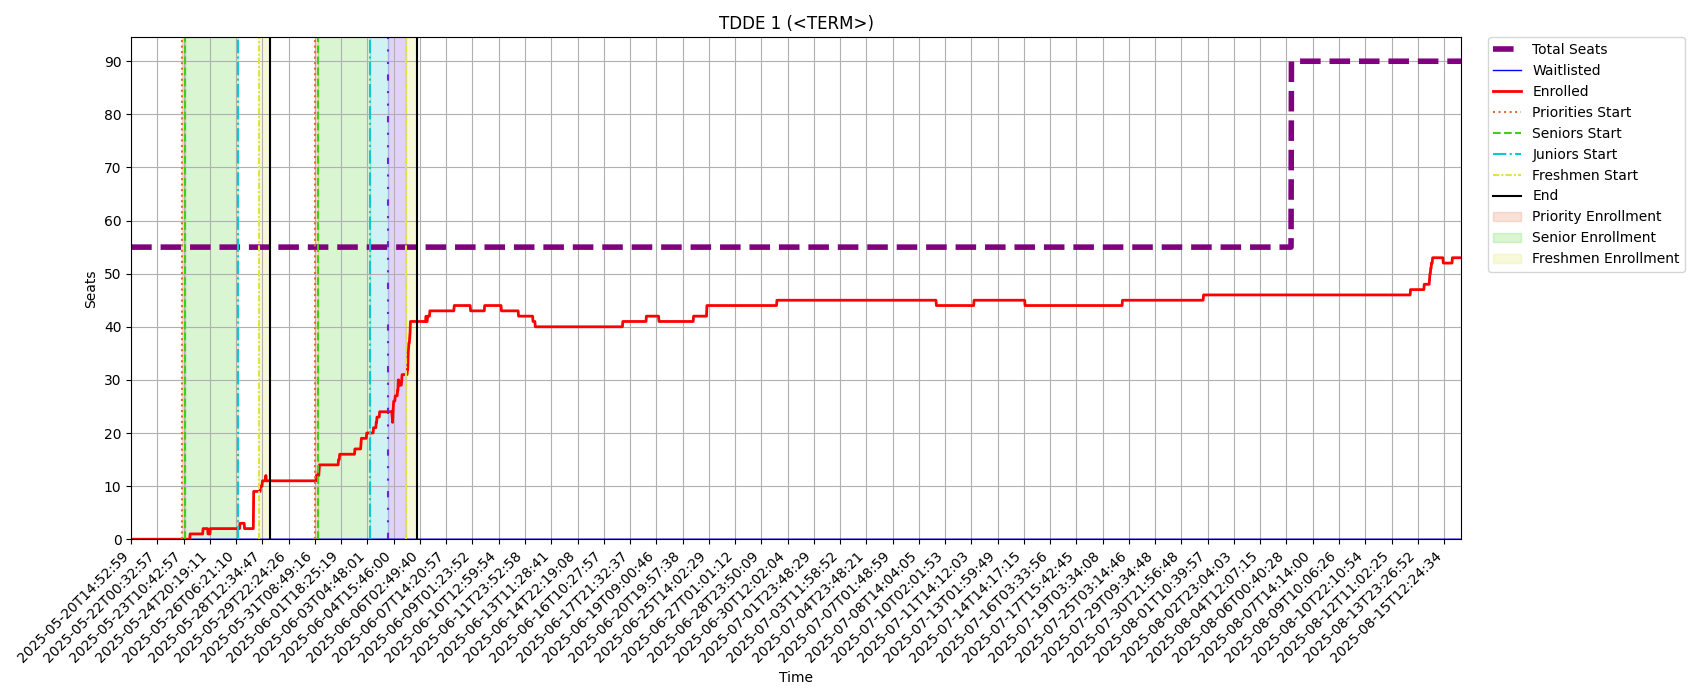 TDDE 1 (<TERM>)
Total Seats
Waitlisted
Enrolled
Priorities Start
Seniors Start
Juniors Start
Freshmen Start
End
Priority Enrollment
Senior Enrollment
Freshmen Enrollment
Seats
90
80
70
60
50
40
30
20
10
0
2025-05-20T14:52:59
2025-05-22T00:32:57
2025-05-23T10:42:57
2025-05-24T20:19:11
2025-05-26T06:21:10
2025-05-28T12:34:47
2025-05-29T22:24:26
2025-05-31T08:49:16
2025-06-01T18:25:19
2025-06-03T04:48:01
2025-06-04T15:46:00
2025-06-06T02:49:40
2025-06-07T14:20:57
2025-06-09T01:23:52
2025-06-10T12:59:54
2025-06-11T23:52:58
2025-06-13T11:28:41
2025-06-14T22:19:08
2025-06-16T10:27:57
2025-06-17T21:32:37
2025-06-19T09:00:46
2025-06-20T19:57:38
2025-06-25T14:02:29
2025-06-27T01:01:12
2025-06-28T23:50:09
2025-06-30T12:02:04
2025-07-01T23:48:29
2025-07-03T11:58:52
2025-07-04T23:48:21
2025-07-07T01:48:59
2025-07-08T14:04:05
2025-07-10T02:01:53
2025-07-11T14:12:03
2025-07-13T01:59:49
2025-07-14T14:17:15
2025-07-16T03:33:56
2025-07-17T15:42:45
2025-07-19T03:34:08
2025-07-25T03:14:46
2025-07-29T09:34:48
2025-07-30T21:56:48
2025-08-01T10:39:57
2025-08-02T23:04:03
2025-08-04T12:07:15
2025-08-06T00:40:28
2025-08-08T07:14:00
2025-08-09T10:06:26
2025-08-10T22:10:54
2025-08-12T11:02:25
2025-08-13T23:26:52
2025-08-15T12:24:34
Time